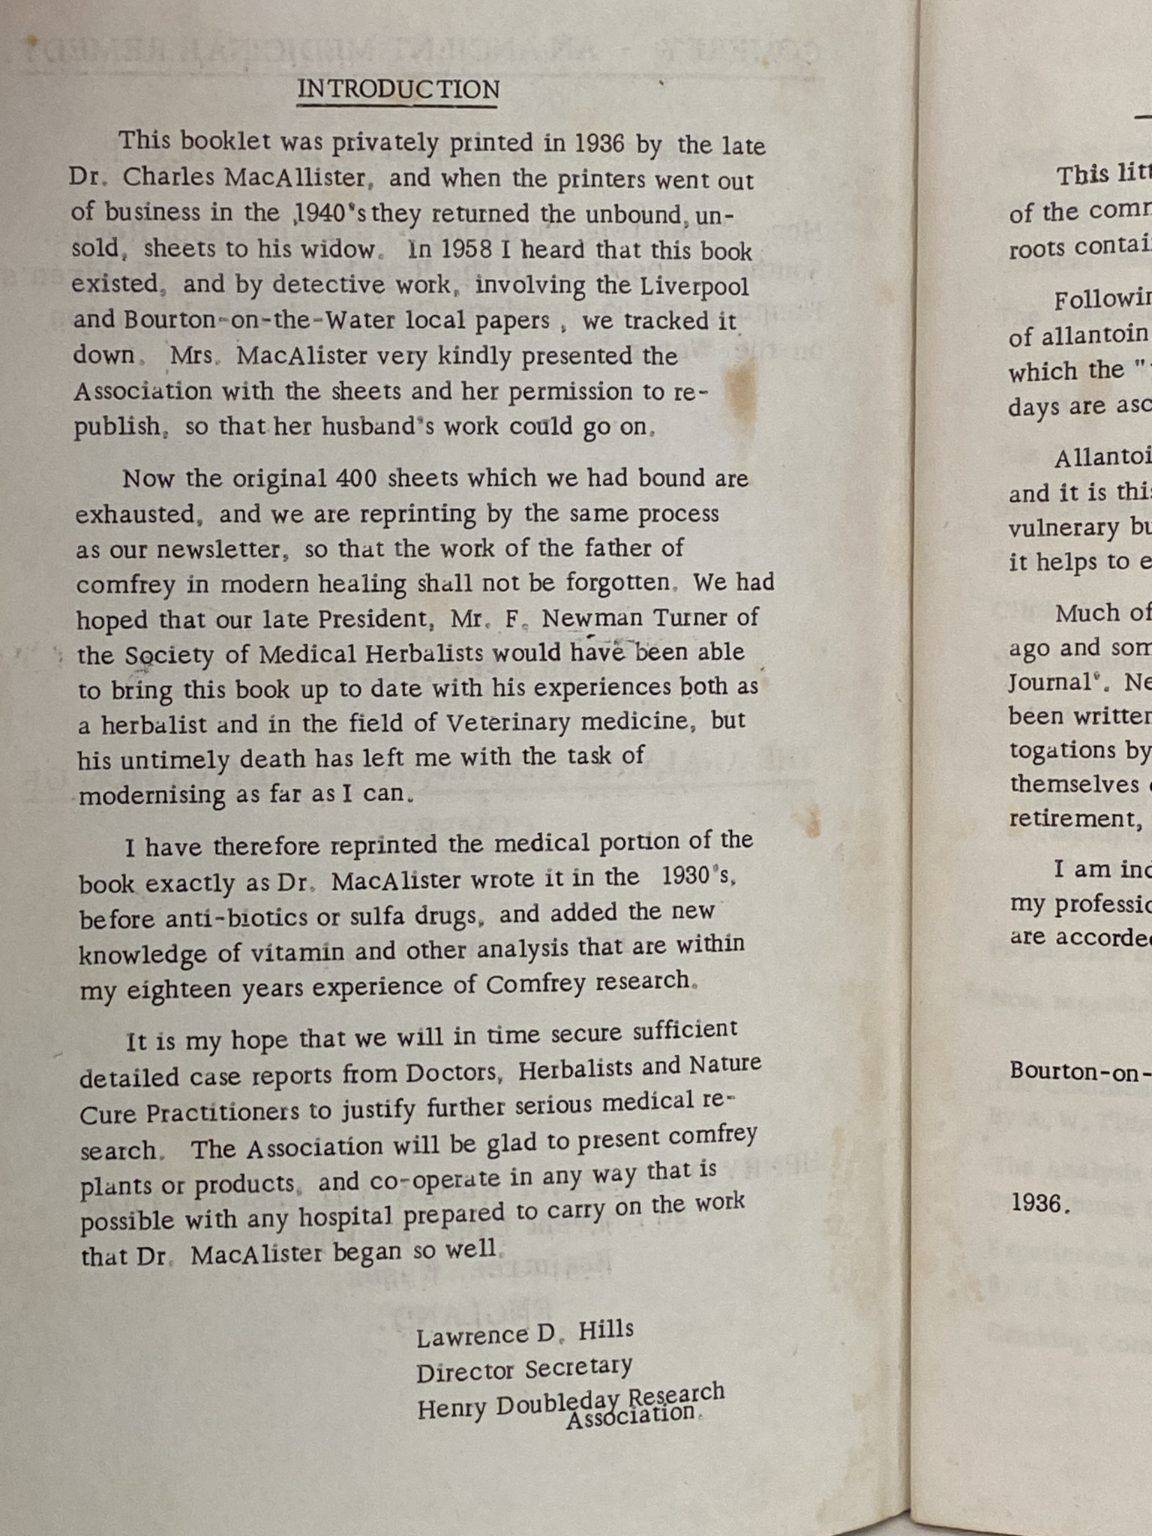 INTRODUCTION
This booklet was privately printed in 1936 by the late
Dr. Charles MacAllister, and when the printers went out
of business in the 1940's they returned the unbound, un-
sold, sheets to his widow. In 1958 I heard that this book
existed, and by detective work, involving the Liverpool
and Bourton-on-the-Water local papers, we tracked it
down. Mrs. MacAlister very kindly presented the
Association with the sheets and her permission to re-
publish, so that her husband's work could go on.
Now the original 400 sheets which we had bound are
exhausted, and we are reprinting by the same process
as our newsletter, so that the work of the father of
comfrey in modern healing shall not be forgotten. We had
hoped that our late President, Mr. F. Newman Turner of
the Society of Medical Herbalists would have been able
to bring this book up to date with his experiences both as
a herbalist and in the field of Veterinary medicine, but
his untimely death has left me with the task of
modernising as far as I can.
I have therefore reprinted the medical portion of the
book exactly as Dr. MacAlister wrote it in the 1930's,
before anti-biotics or sulfa drugs, and added the new
knowledge of vitamin and other analysis that are within
my eighteen years experience of Comfrey research.
It is my hope that we will in time secure sufficient
detailed case reports from Doctors, Herbalists and Nature
Cure Practitioners to justify further serious medical re-
search. The Association will be glad to present comfrey
plants or products, and co-operate in any way that is
possible with any hospital prepared to carry on the work
that Dr. MacAlister began so well.
Lawrence D. Hills
Director Secretary
Henry Doubleday Research
Association.
This
of the
roots
of allantoin
which the
days are
and it is
vulnerary
it helps to
Much of
ago and
Journal'.
been
togations by
themselves
retirement,
I am
my
are
Bourton-on-
1936.